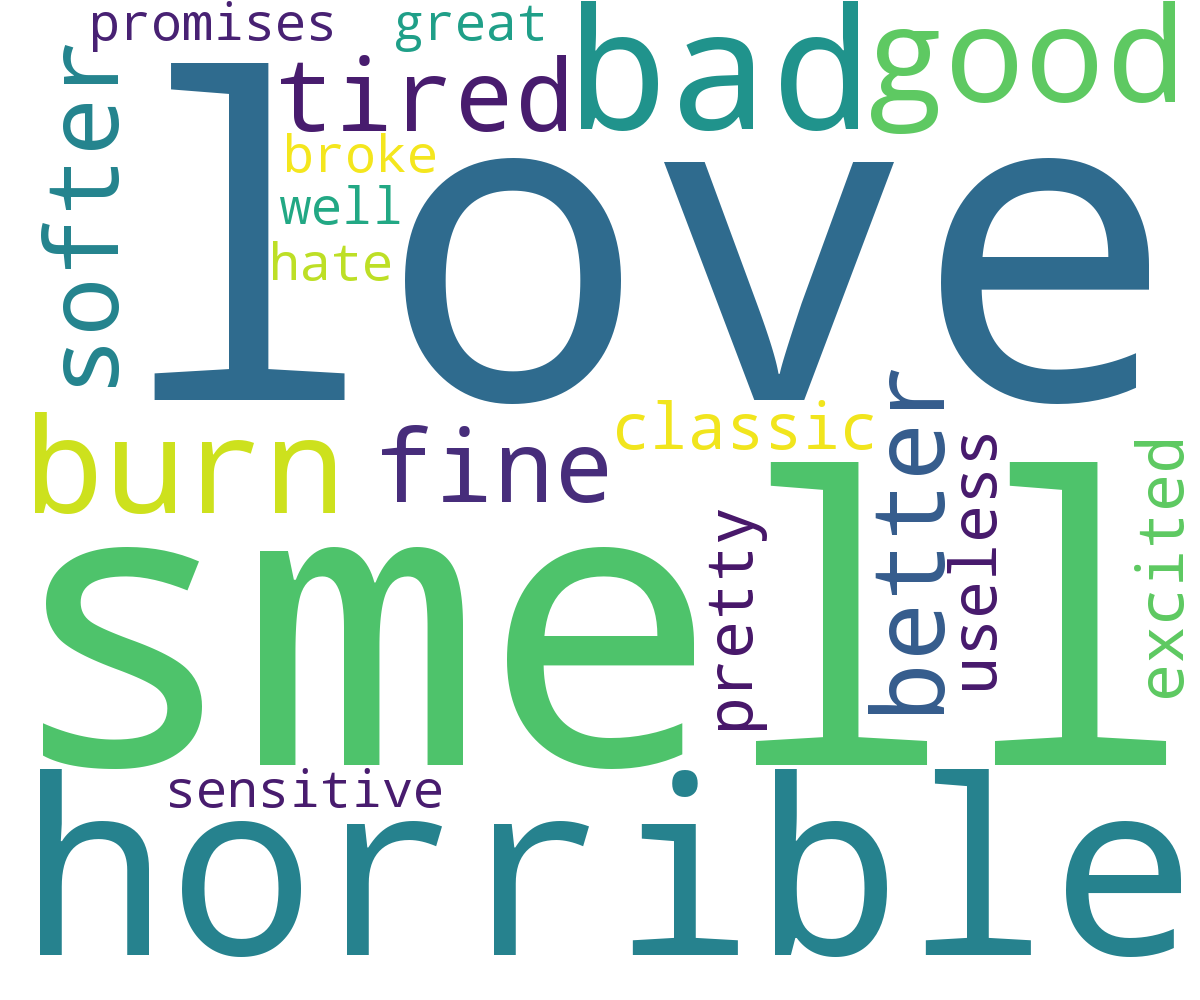 promises
great
bad
good
softer
tired
love
broke
well
hate
classic
better
burn
fine
useless
excited
smell
pretty
sensitive
horrible